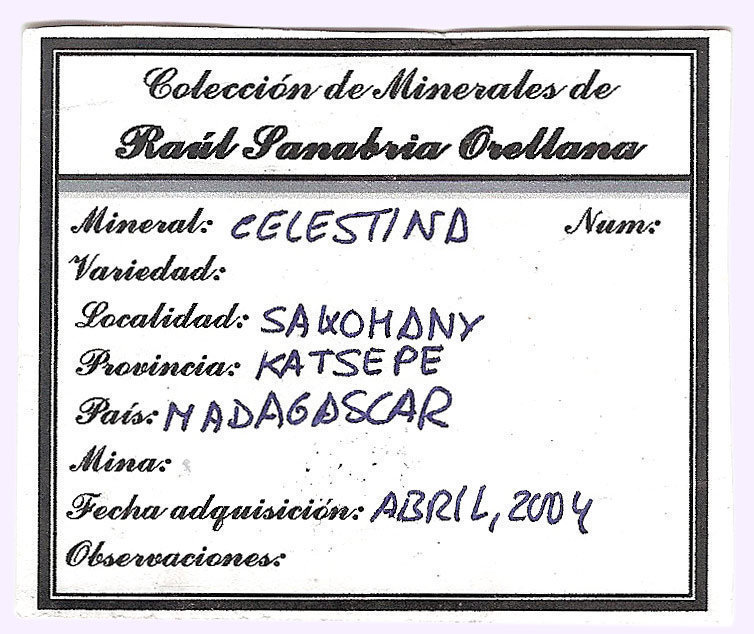 Colección de Minerales de
Raúl Sanabria Orellana
Mineral: CELESTINA Num:
Variedad:
Localidad: SAKOHANY
Provincia: KATSEPE
País: MADAGASCAR
Mina:
Fecha adquisición: ABRIL, 2004
Observaciones: